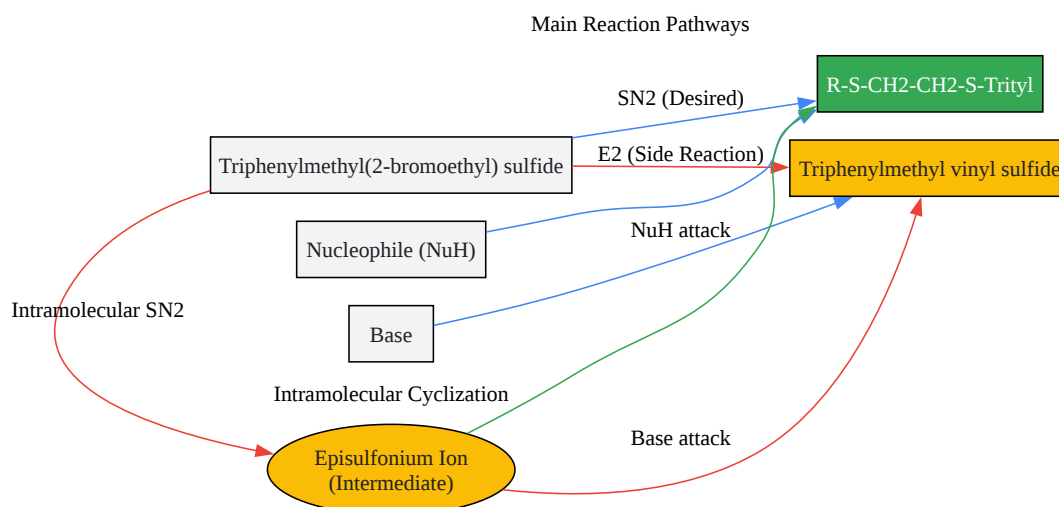 Main Reaction Pathways
R-S-CH2-CH2-S-Trityl
SN2 (Desired)
Triphenylmethyl(2-bromoethyl) sulfide
E2 (Side Reaction)
Triphenylmethyl vinyl sulfide
Nucleophile (NuH)
NuH attack
Intramolecular SN2
Base
Intramolecular Cyclization
Base attack
Episulfonium Ion
(Intermediate)